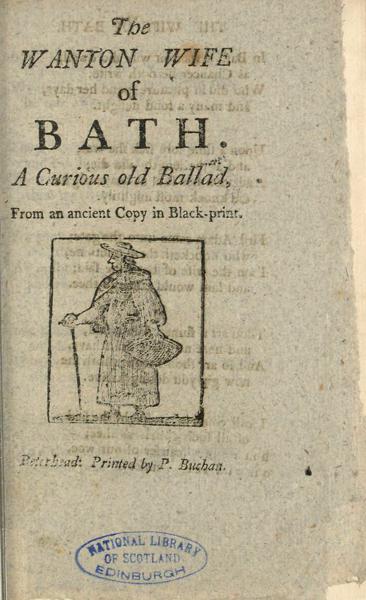 The
WANTON WIFE
of
BATH.
A Curious old Ballad,
From an ancient Copy in Black-print.
Peterhead: Printed by P. Buchan.
NATIONAL LIBRARY
OF SCOTLAND
EDINBURGH